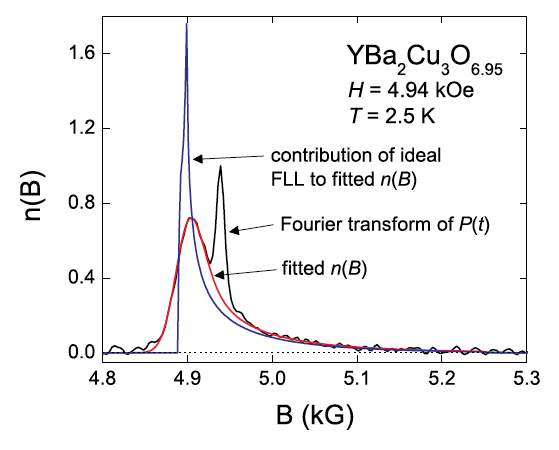 YBa2Cu3O6.95
H = 4.94 kOe
T = 2.5 K
contribution of ideal
FLL to fitted n(B)
Fourier transform of P(t)
fitted n(B)
n(B)
1.6
1.2
0.8
0.4
0.0
4.8 4.9 5.0 5.1 5.2 5.3
B (kG)